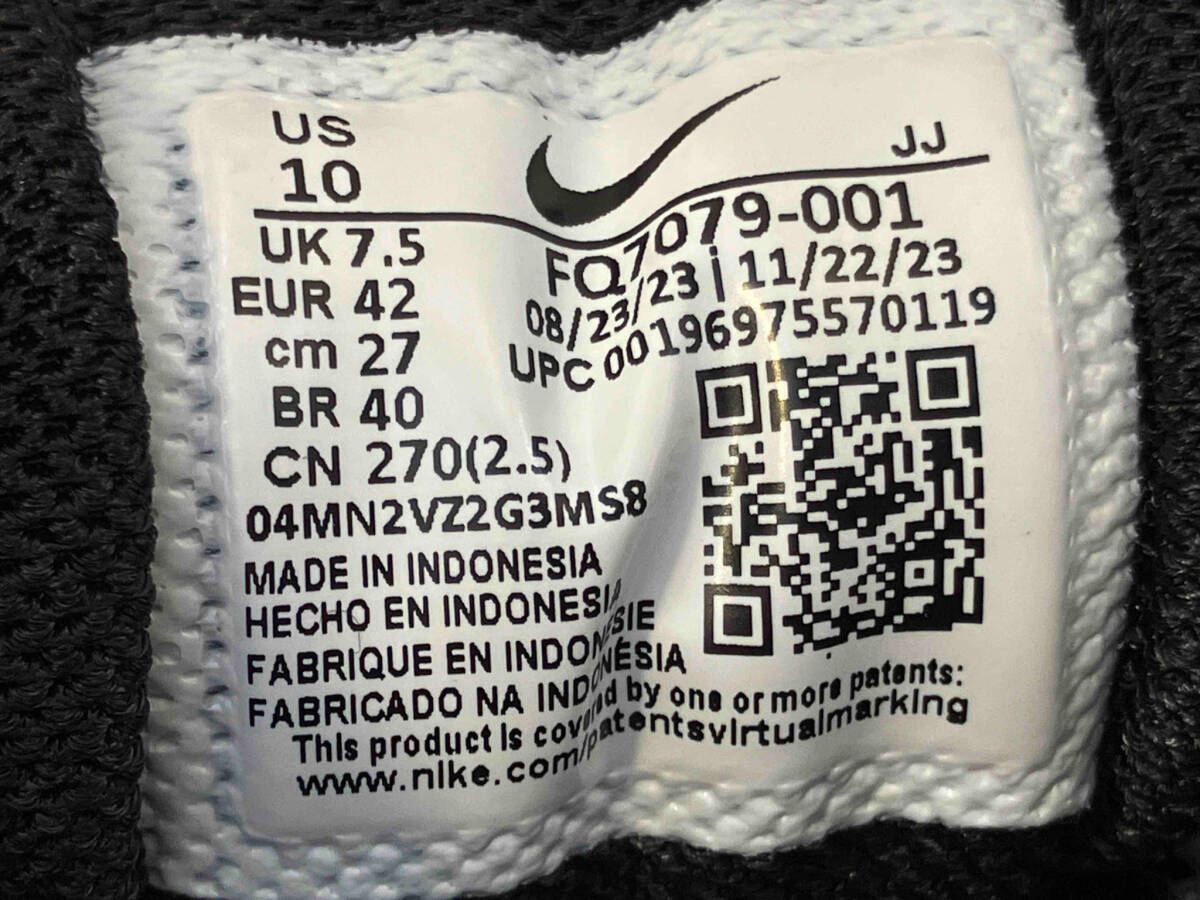 US
10
JJ
UK 7.5
EUR 42
cm 27
BR 40
CN 270(2.5)
FQ7079-001
08/23/23 | 11/22/23
UPC 00196975570119
04MN2VZ2G3MS8
MADE IN INDONESIA
HECHO EN INDONESIA
FABRIQUE EN INDONESIE
FABRICADO NA INDONÉSIA
This product is covered by one or more patents:
www.nike.com/patentsvirtualmarking